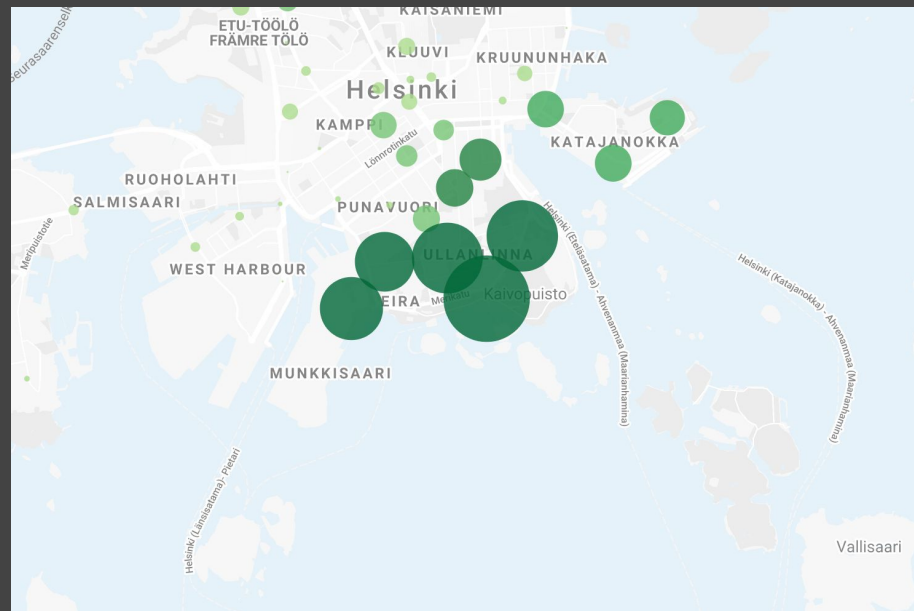 KAISANIEMI
ETU-TÖÖLÖ
FRÄMRE TÖLÖ
KLUUVI
KRUUNUNHAKA
Helsinki
KAMPPI
Lönnrotinkatu
KATAJANOKKA
RUOHOLAHTI
SALMISAARI
PUNAVUORI
Meripuistotie
WEST HARBOUR
ULLANLINNA
EIRA
Merikatu
Kaivopuisto
Helsinki (Eteläsatama) - Ahvenanmaa (Maarianhamina)
Helsinki (Katajanokka) - Ahvenanmaa (Maarianhamina)
MUNKKISAARI
Helsinki (Länsisatama)- Pietari
Vallisaari